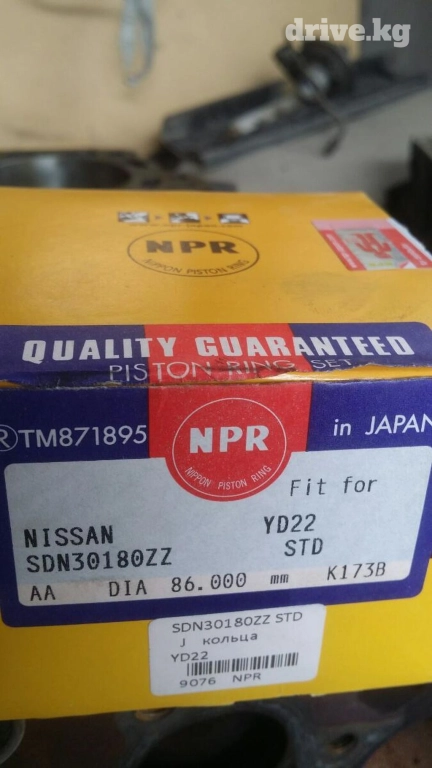 drive.kg
NPR
NIPPON PISTON RING
QUALITY GUARANTEED
PISTON RING SET
®TM871895
NPR
NIPPON PISTON RING
in JAPAN
Fit for
NISSAN YD22
SDN30180ZZ STD
AA DIA 86.000 mm K173B
SDN30180ZZ STD
J кольца
YD22
9076 NPR